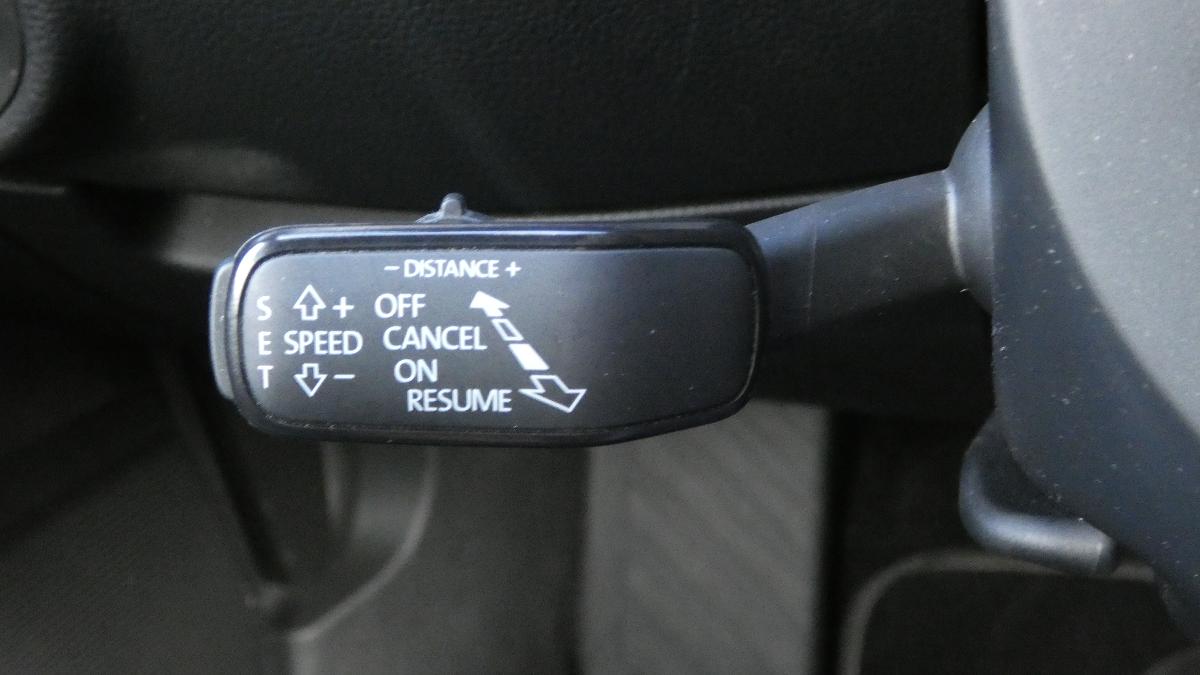 - DISTANCE +
S + OFF
E SPEED CANCEL
T - ON
RESUME